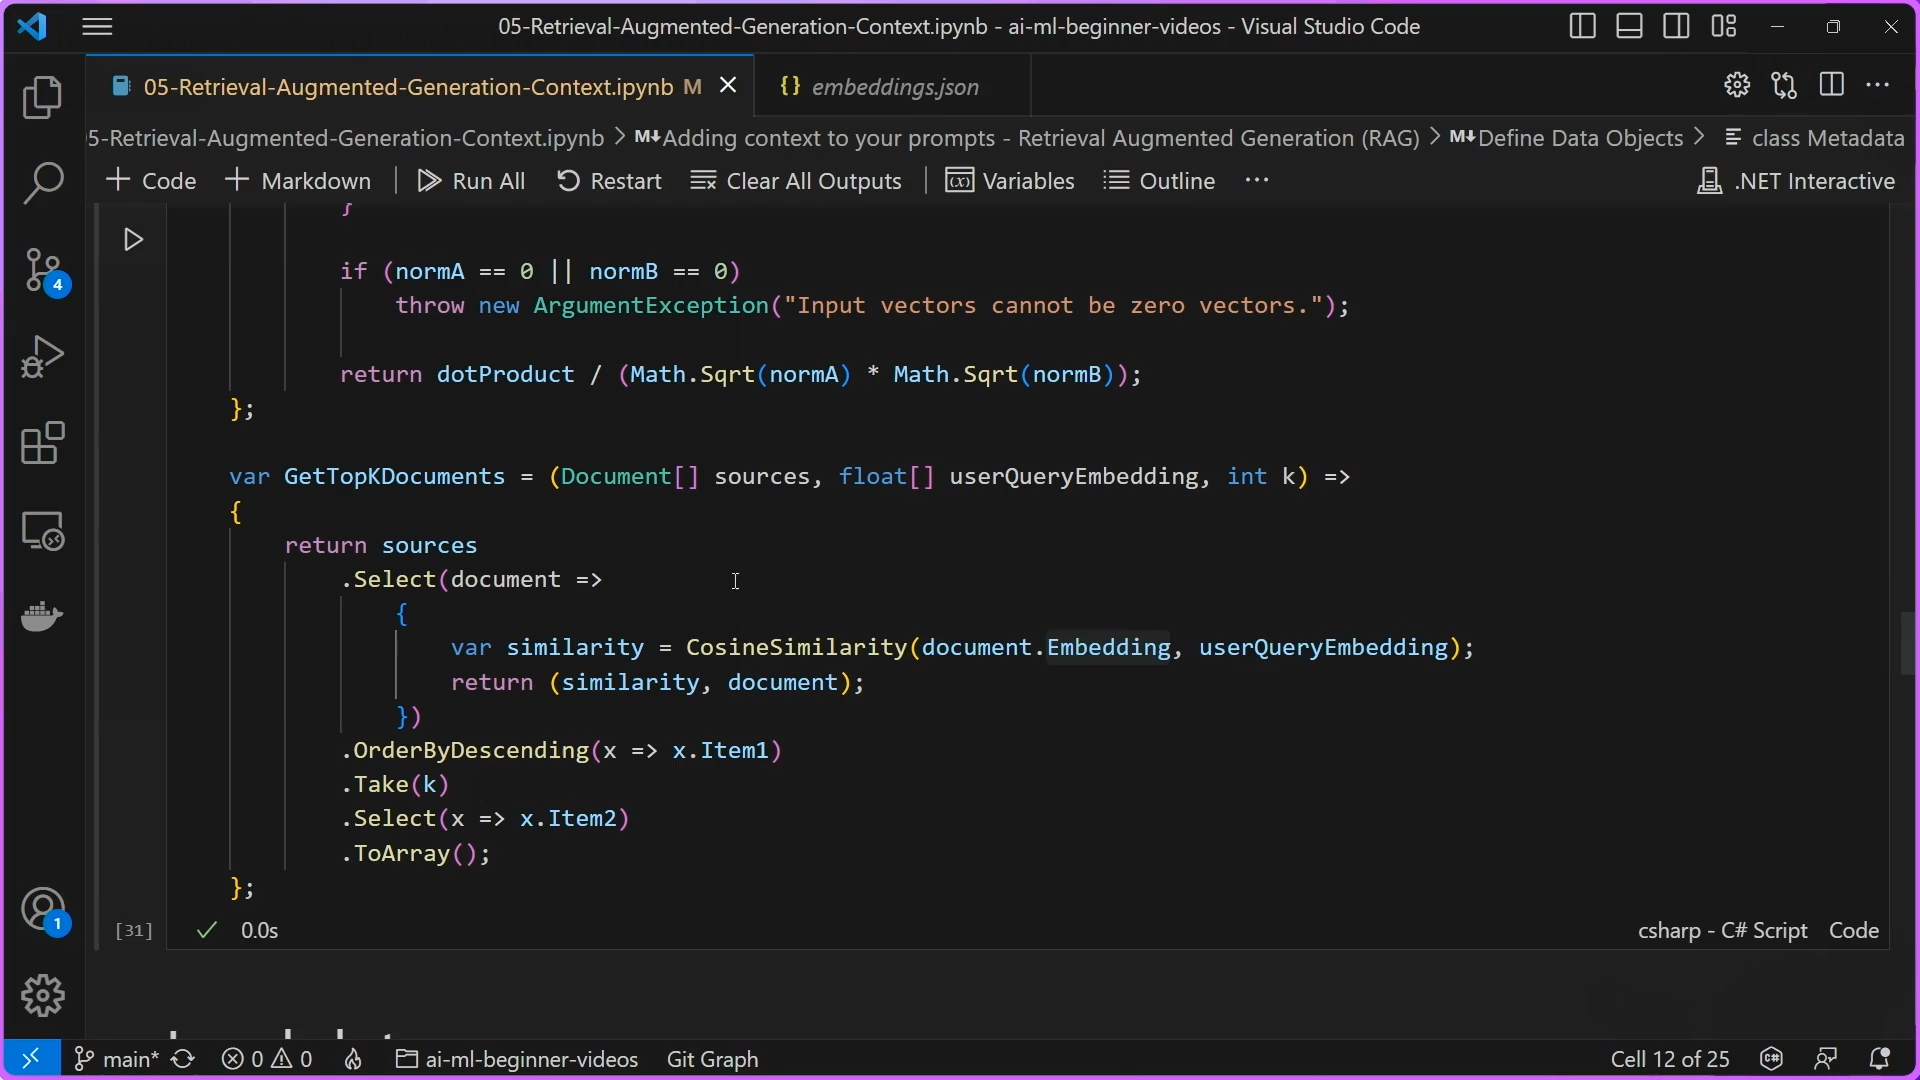 05-Retrieval-Augmented-Generation-Context.ipynb - ai-ml-beginner-videos - Visual Studio Code
05-Retrieval-Augmented-Generation-Context.ipynb M
{} embeddings.json
5-Retrieval-Augmented-Generation-Context.ipynb > M↓Adding context to your prompts - Retrieval Augmented Generation (RAG) > M↓Define Data Objects > class Metadata
+ Code + Markdown | Run All Restart Clear All Outputs | Variables Outline ··· .NET Interactive
}
if (normA == 0 || normB == 0)
throw new ArgumentException("Input vectors cannot be zero vectors.");
return dotProduct / (Math.Sqrt(normA) * Math.Sqrt(normB));
};
var GetTopKDocuments = (Document[] sources, float[] userQueryEmbedding, int k) =>
{
return sources
.Select(document =>
{
var similarity = CosineSimilarity(document.Embedding, userQueryEmbedding);
return (similarity, document);
})
.OrderByDescending(x => x.Item1)
.Take(k)
.Select(x => x.Item2)
.ToArray();
};
[31] ✓ 0.0s csharp - C# Script Code
4
1
main* 0 0 ai-ml-beginner-videos Git Graph Cell 12 of 25